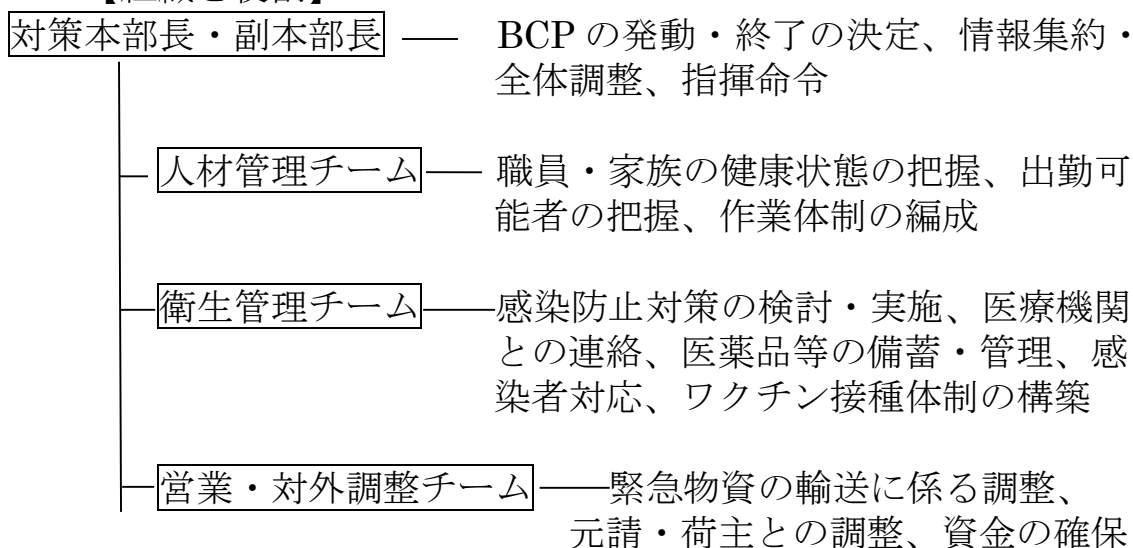 対策本部長・副本部長 BCP の発動・終了の決定、情報集約・
全体調整、指揮命令
人材管理チーム 職員・家族の健康状態の把握、出勤可
能者の把握、作業体制の編成
衛生管理チーム 感染防止対策の検討・実施、医療機関
との連絡、医薬品等の備蓄・管理、感
染者対応、ワクチン接種体制の構築
営業・対外調整チーム 緊急物資の輸送に係る調整、
元請・荷主との調整、資金の確保